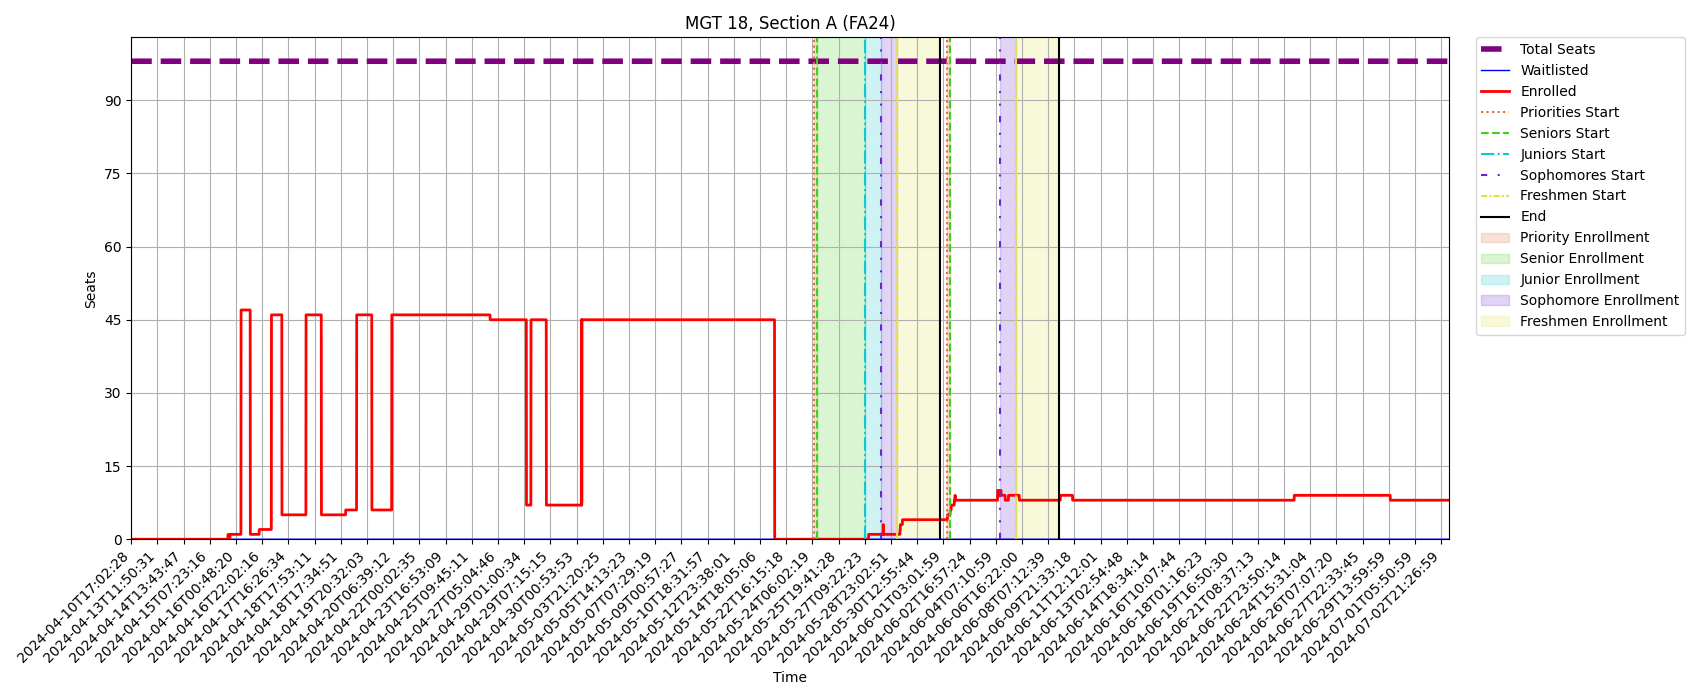 MGT 18, Section A (FA24)
Seats
90
75
60
45
30
15
0
2024-04-10T17:02:28
2024-04-13T11:50:31
2024-04-14T13:43:47
2024-04-15T07:23:16
2024-04-16T00:48:20
2024-04-16T22:02:16
2024-04-17T16:26:34
2024-04-18T17:53:11
2024-04-18T17:34:51
2024-04-19T20:32:03
2024-04-20T06:39:12
2024-04-22T00:02:35
2024-04-23T16:53:09
2024-04-25T09:45:11
2024-04-27T05:04:46
2024-04-29T01:00:34
2024-04-29T07:15:15
2024-04-30T00:53:53
2024-05-03T21:20:25
2024-05-05T14:13:23
2024-05-07T07:29:19
2024-05-09T00:57:27
2024-05-10T18:31:57
2024-05-12T23:38:01
2024-05-14T18:05:06
2024-05-22T16:15:18
2024-05-24T06:02:19
2024-05-25T19:41:28
2024-05-27T09:22:23
2024-05-28T23:02:51
2024-05-30T12:55:44
2024-06-01T03:01:59
2024-06-02T16:57:24
2024-06-04T07:10:59
2024-06-06T16:22:00
2024-06-08T07:12:39
2024-06-09T21:33:18
2024-06-11T12:12:01
2024-06-13T02:54:48
2024-06-14T18:34:14
2024-06-16T10:07:44
2024-06-18T01:16:23
2024-06-19T16:50:30
2024-06-21T08:37:13
2024-06-22T23:50:14
2024-06-24T15:31:04
2024-06-26T07:07:20
2024-06-27T22:33:45
2024-06-29T13:59:59
2024-07-01T05:50:59
2024-07-02T21:26:59
Time
Total Seats
Waitlisted
Enrolled
Priorities Start
Seniors Start
Juniors Start
Sophomores Start
Freshmen Start
End
Priority Enrollment
Senior Enrollment
Junior Enrollment
Sophomore Enrollment
Freshmen Enrollment